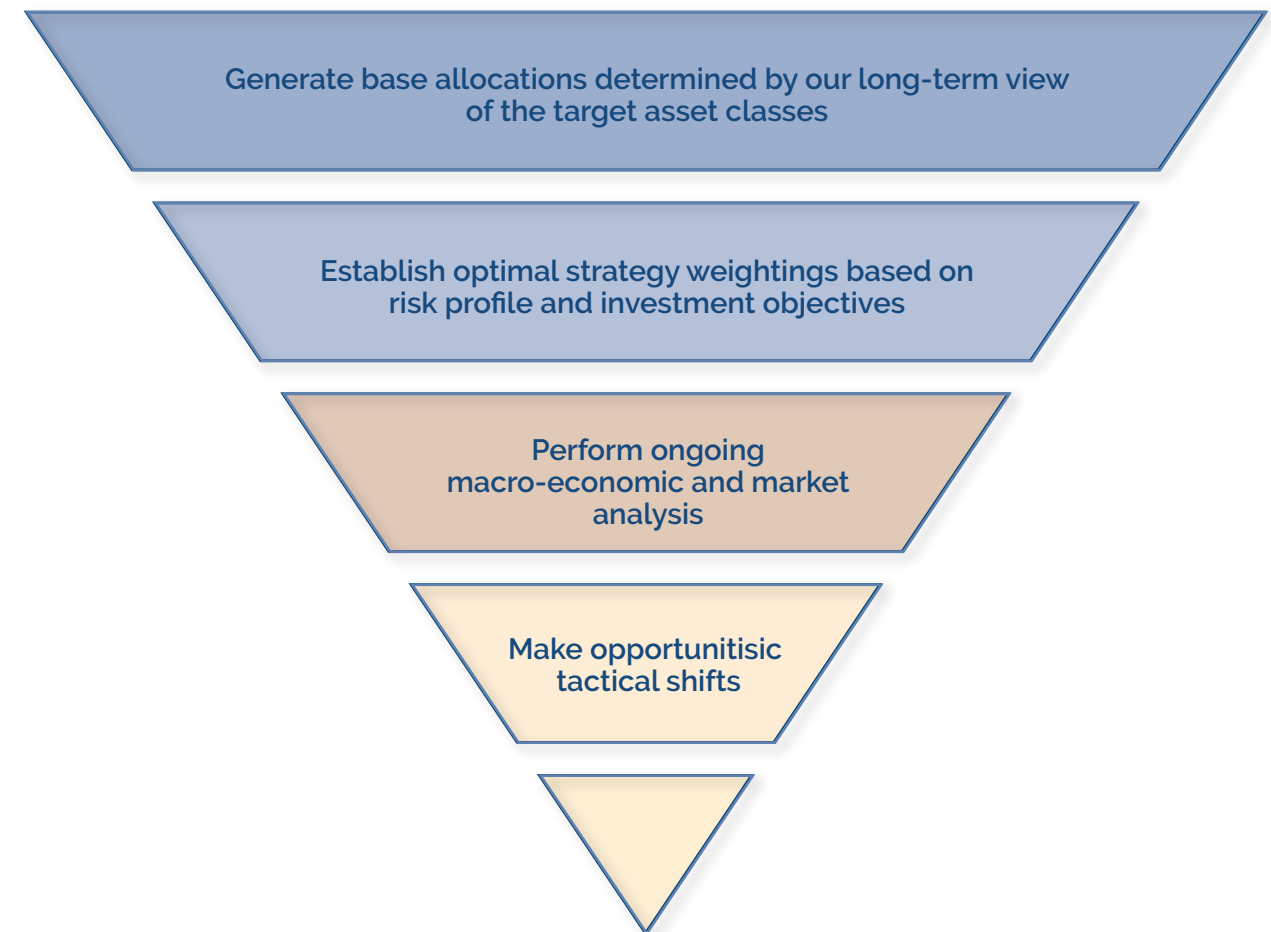 Generate base allocations determined by our long-term view
of the target asset classes
Establish optimal strategy weightings based on
risk profile and investment objectives
Perform ongoing
macro-economic and market
analysis
Make opportunitisic
tactical shifts